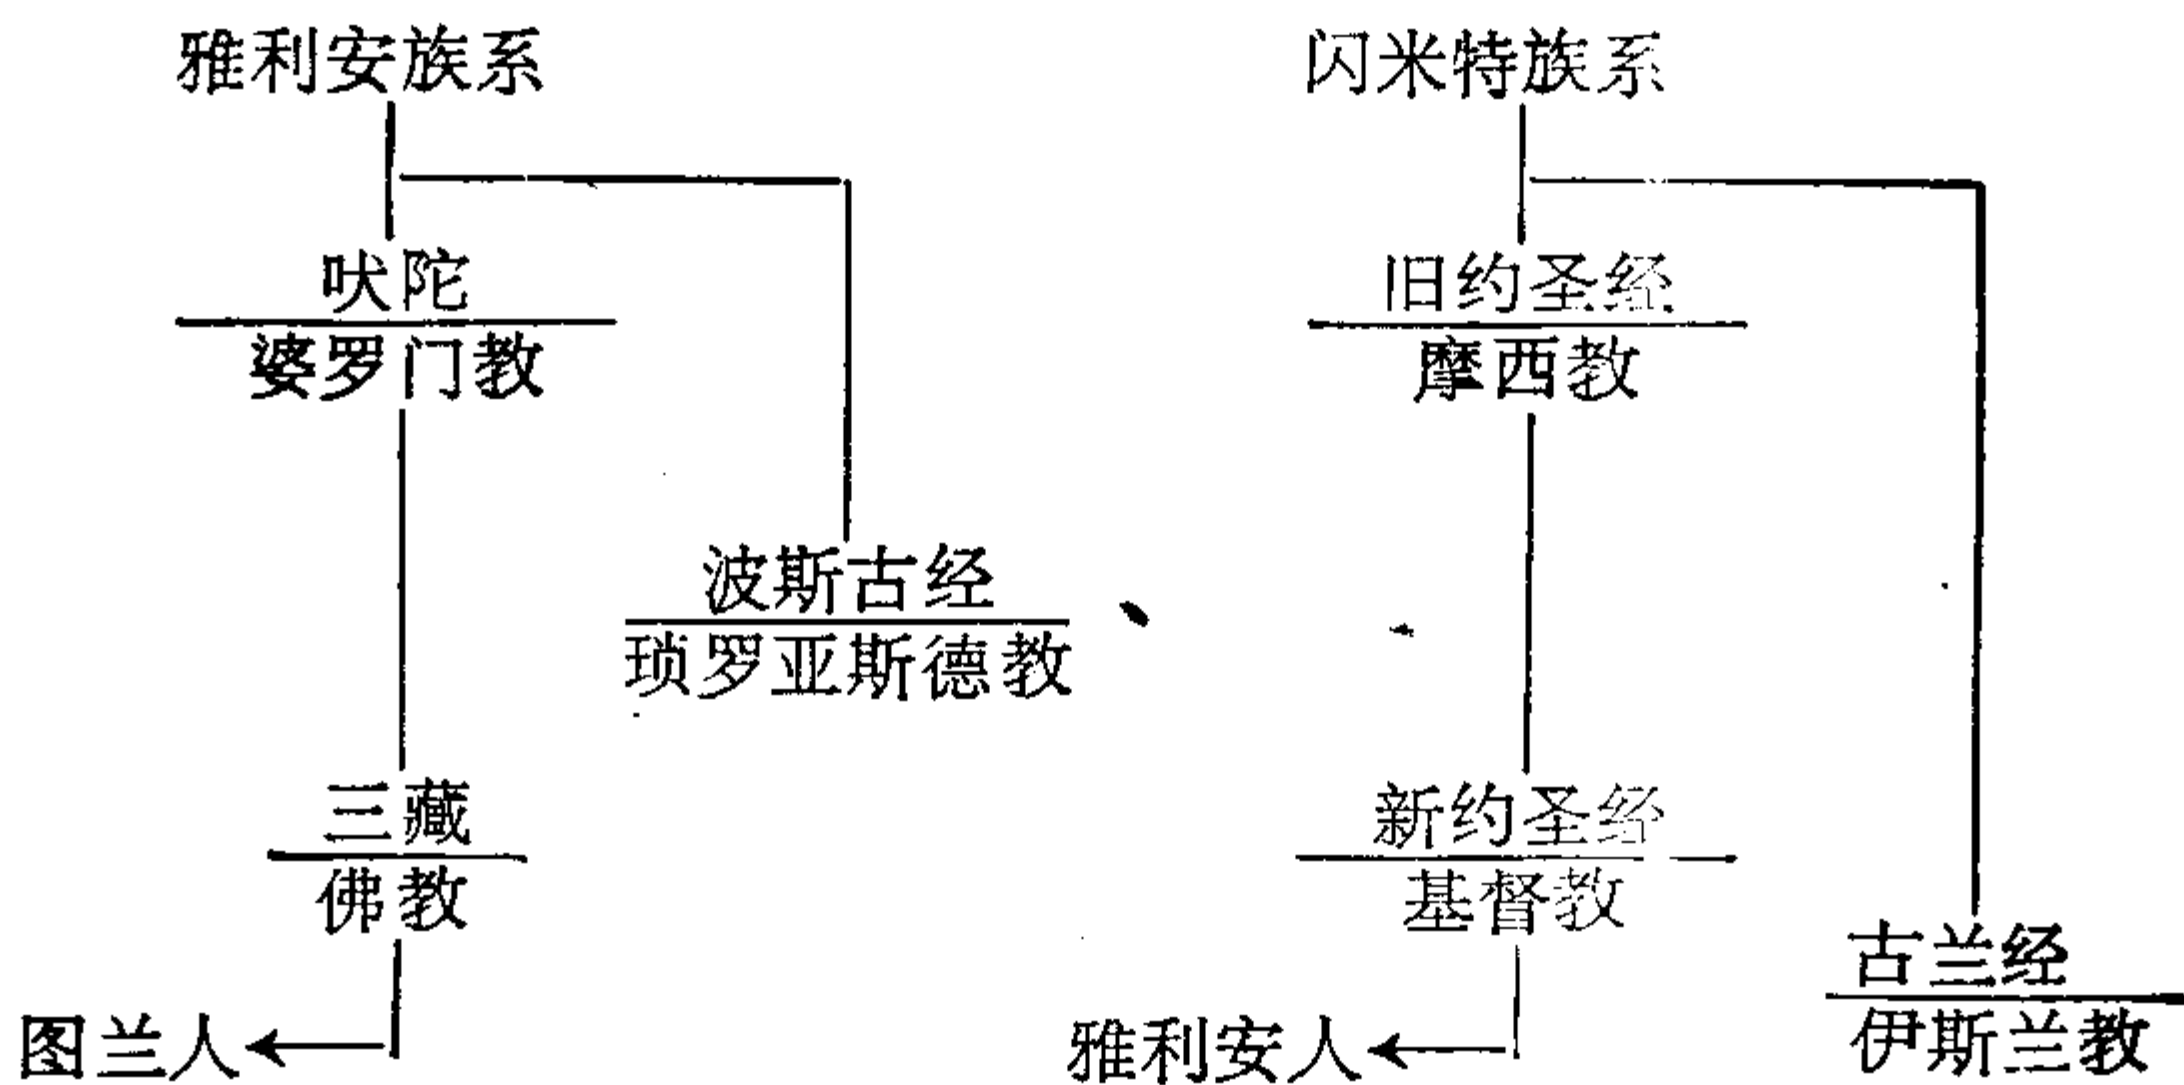 雅利安族系
闪米特族系
吠陀
婆罗门教
旧约圣经
摩西教
波斯古经
琐罗亚斯德教
三藏
佛教
新约圣经
基督教
古兰经
伊斯兰教
图兰人
雅利安人